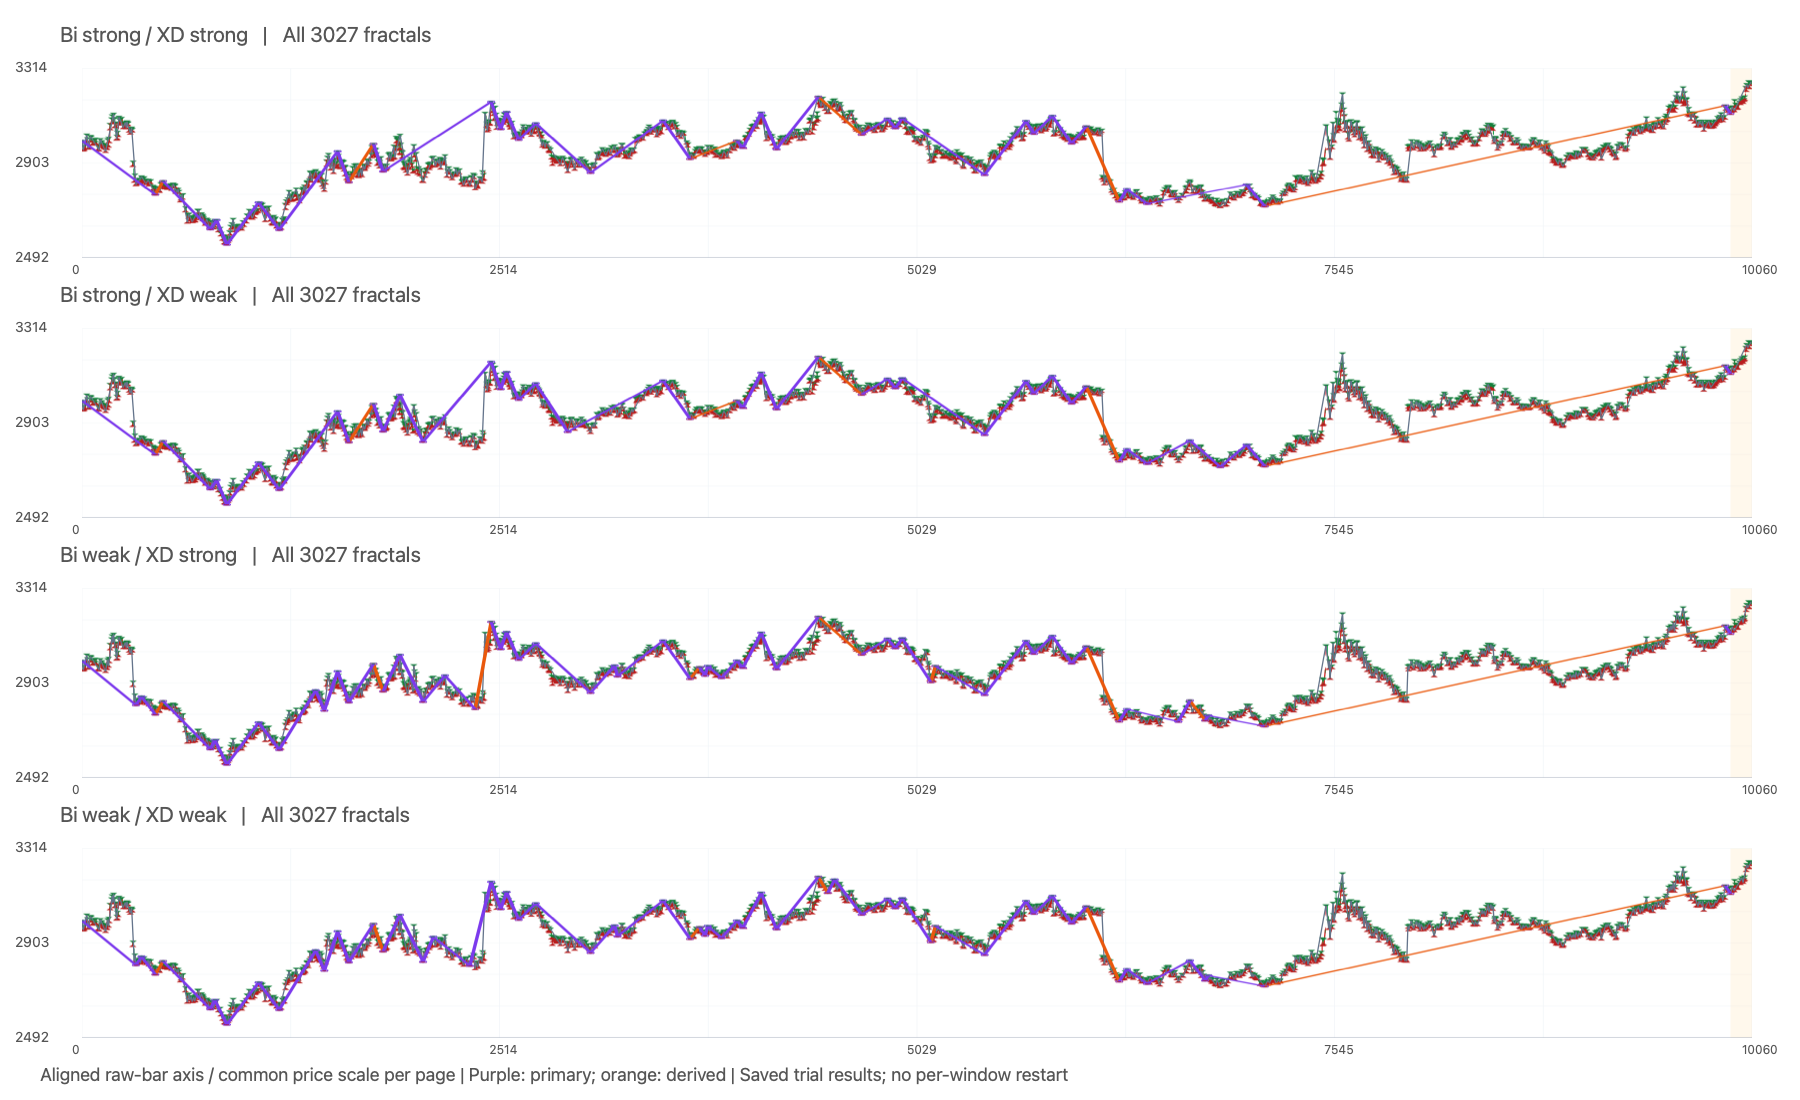 Bi strong / XD strong | All 3027 fractals
3314
2903
2492
0 2514 5029 7545 10060
Bi strong / XD weak | All 3027 fractals
3314
2903
2492
0 2514 5029 7545 10060
Bi weak / XD strong | All 3027 fractals
3314
2903
2492
0 2514 5029 7545 10060
Bi weak / XD weak | All 3027 fractals
3314
2903
2492
0 2514 5029 7545 10060
Aligned raw-bar axis / common price scale per page | Purple: primary; orange: derived | Saved trial results; no per-window restart